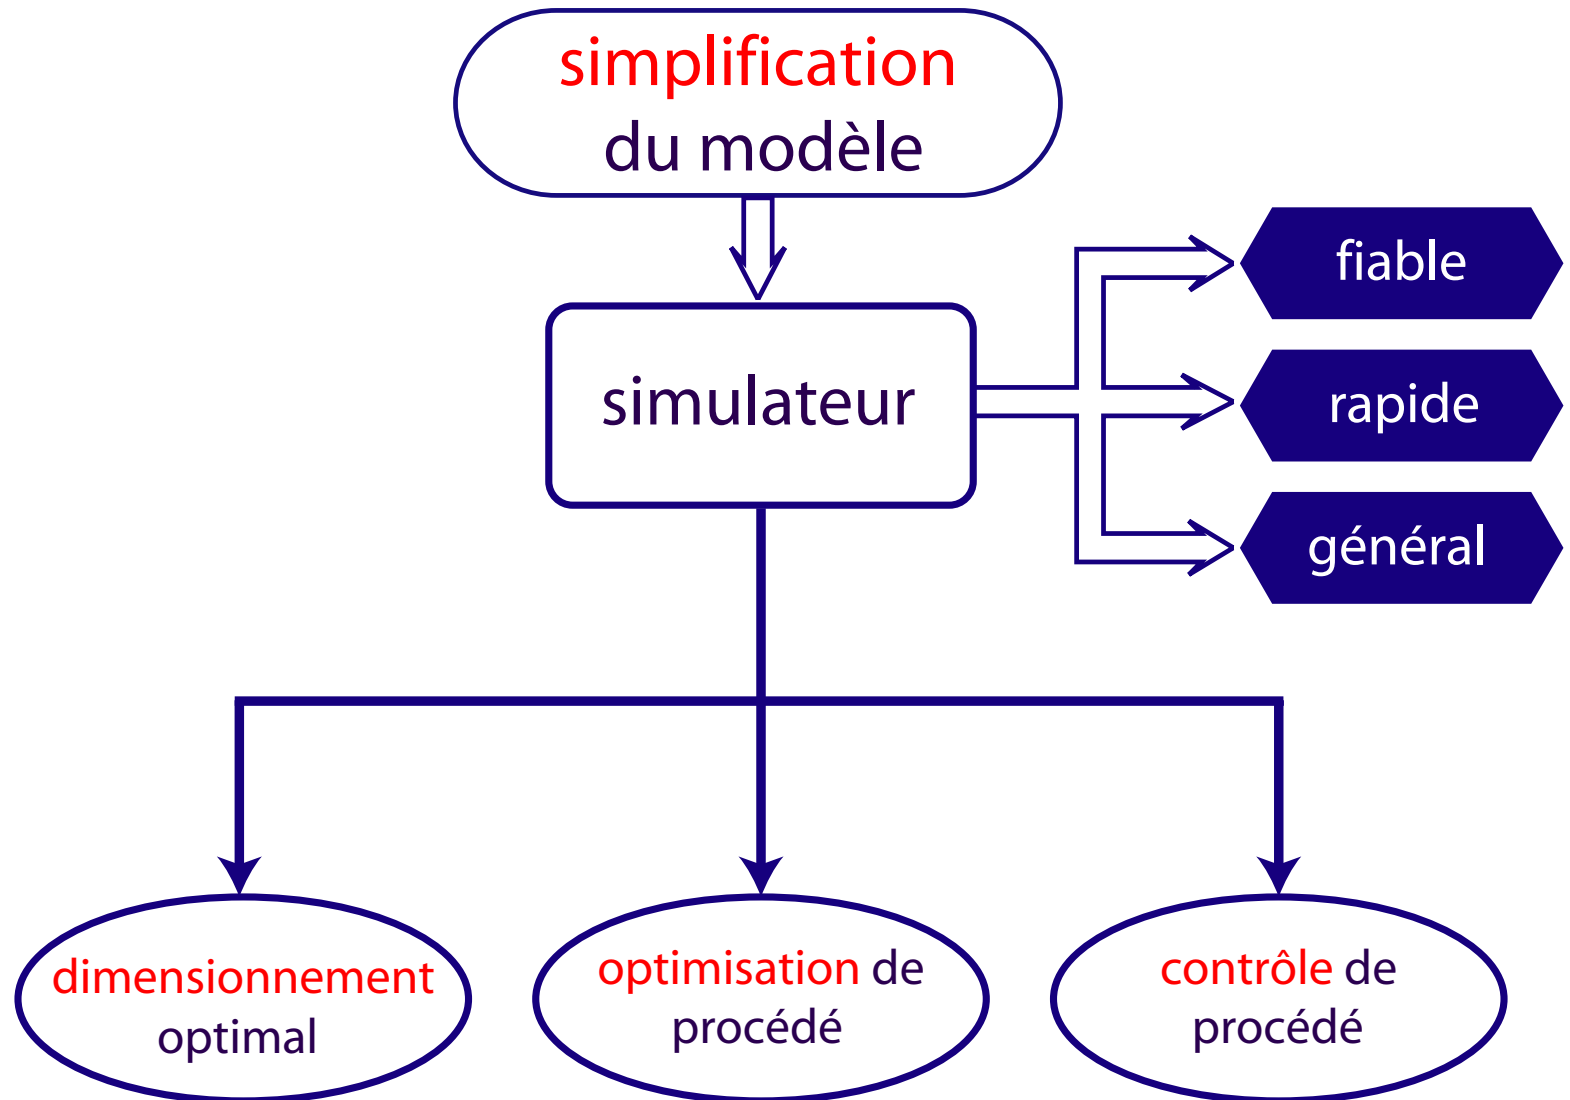 simplification
du modèle
simulateur
fiable
rapide
général
dimensionnement
optimal
optimisation de
procédé
contrôle de
procédé